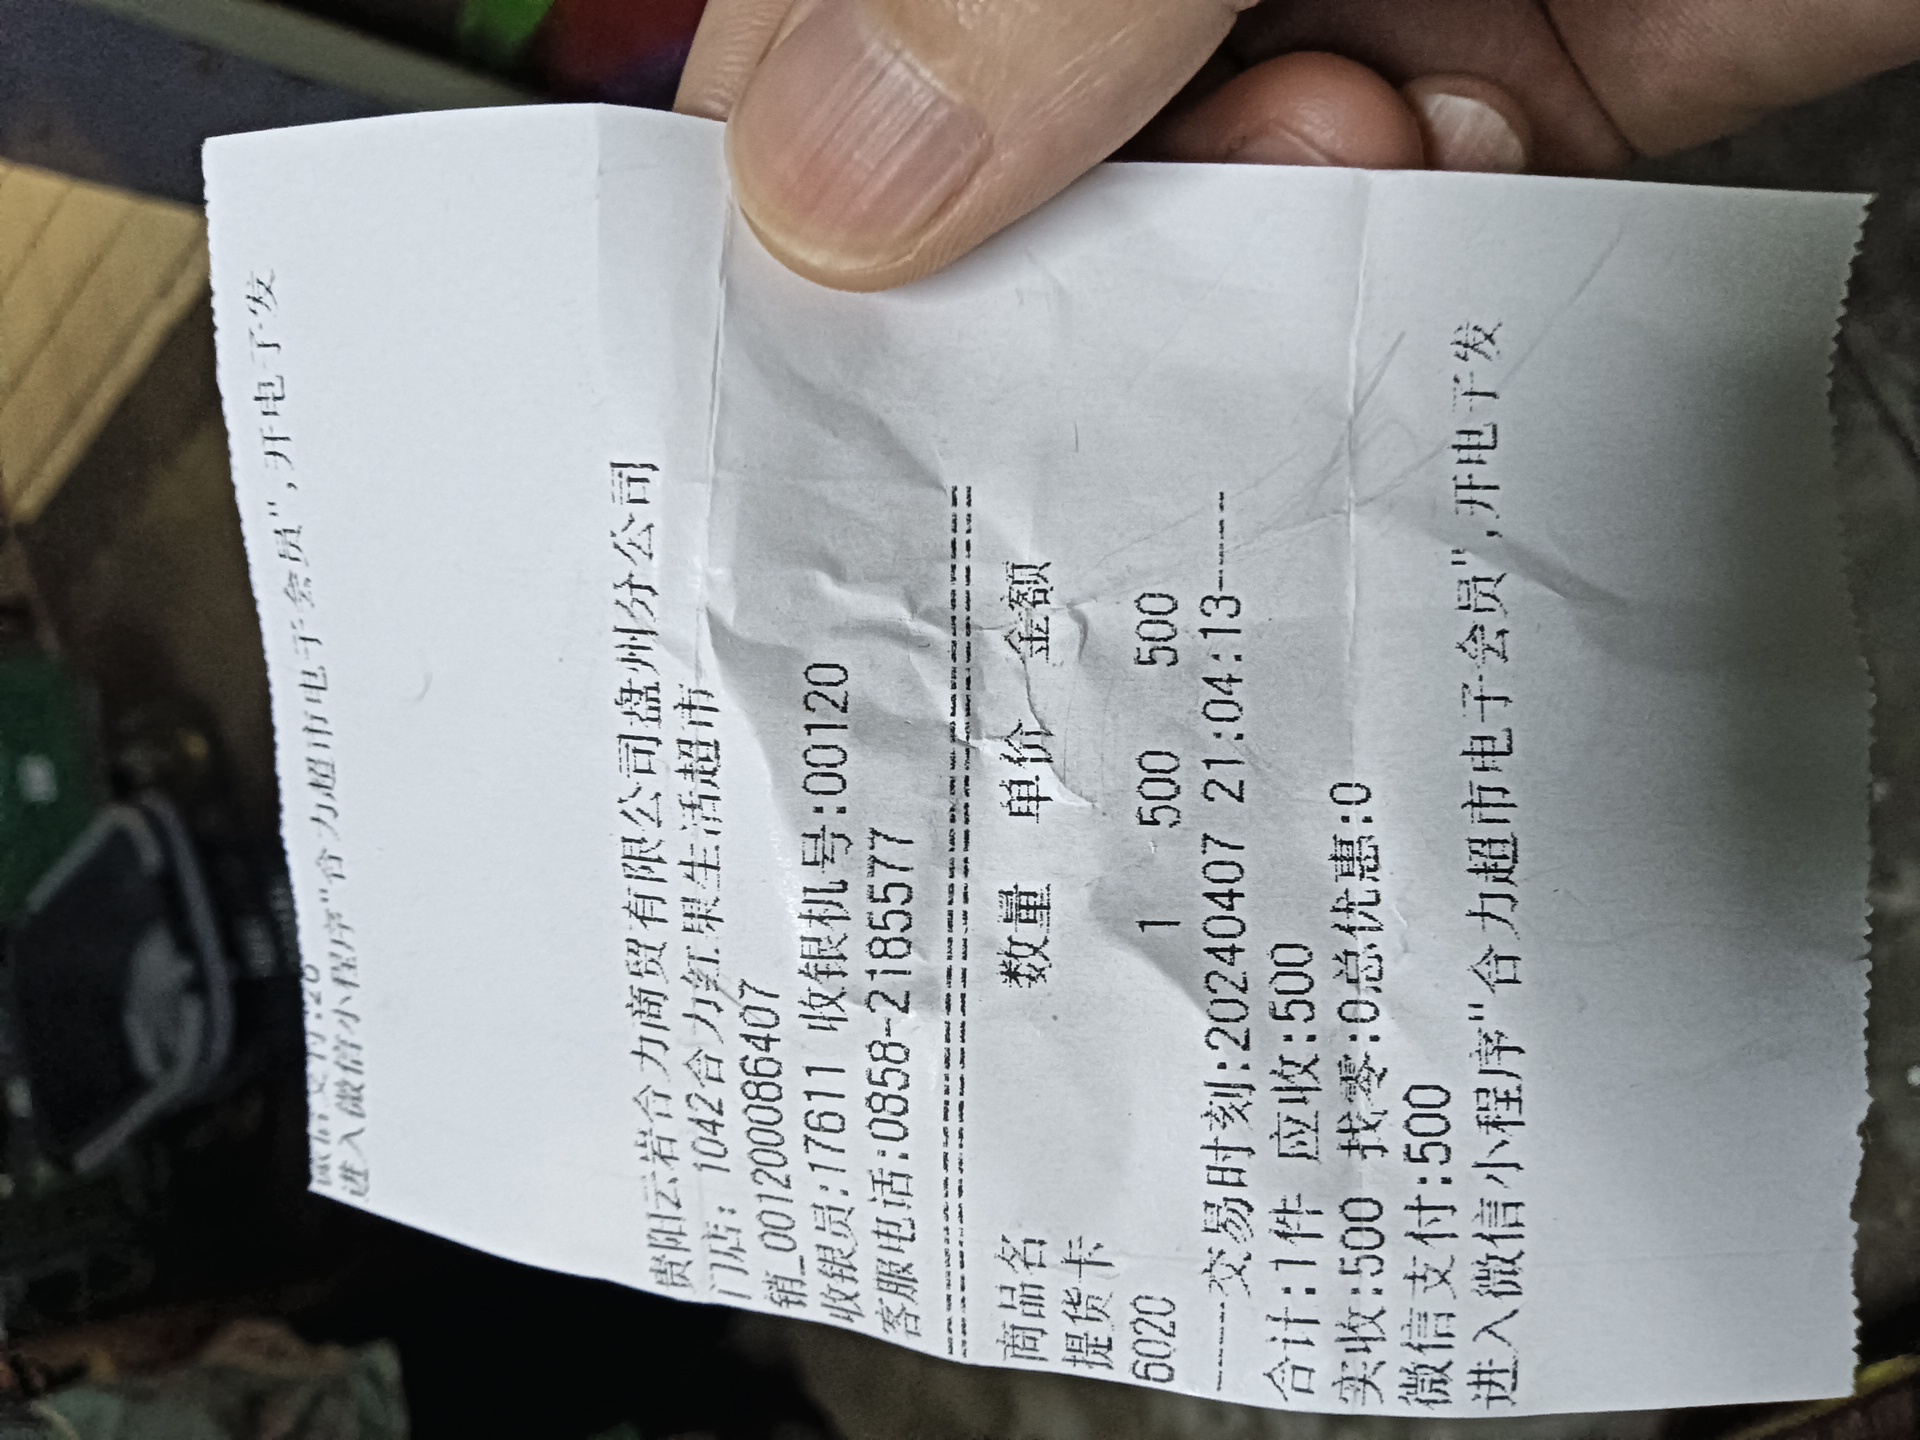 进入微信小程序"合力超市电子会员",开电子发
贵阳云岩合力商贸有限公司盘州分公司
门店: 1042合力红果生活超市
销_0012000086407
收银员:17611 收银机号:00120
客服电话:0858-2185577
商品名 数量 单价 金额
提货卡
6020 1 500 500
-----交易时刻:20240407 21:04:13-----
合计:1件 应收:500
实收:500 找零:0总优惠:0
微信支付:500
进入微信小程序"合力超市电子会员",开电子发